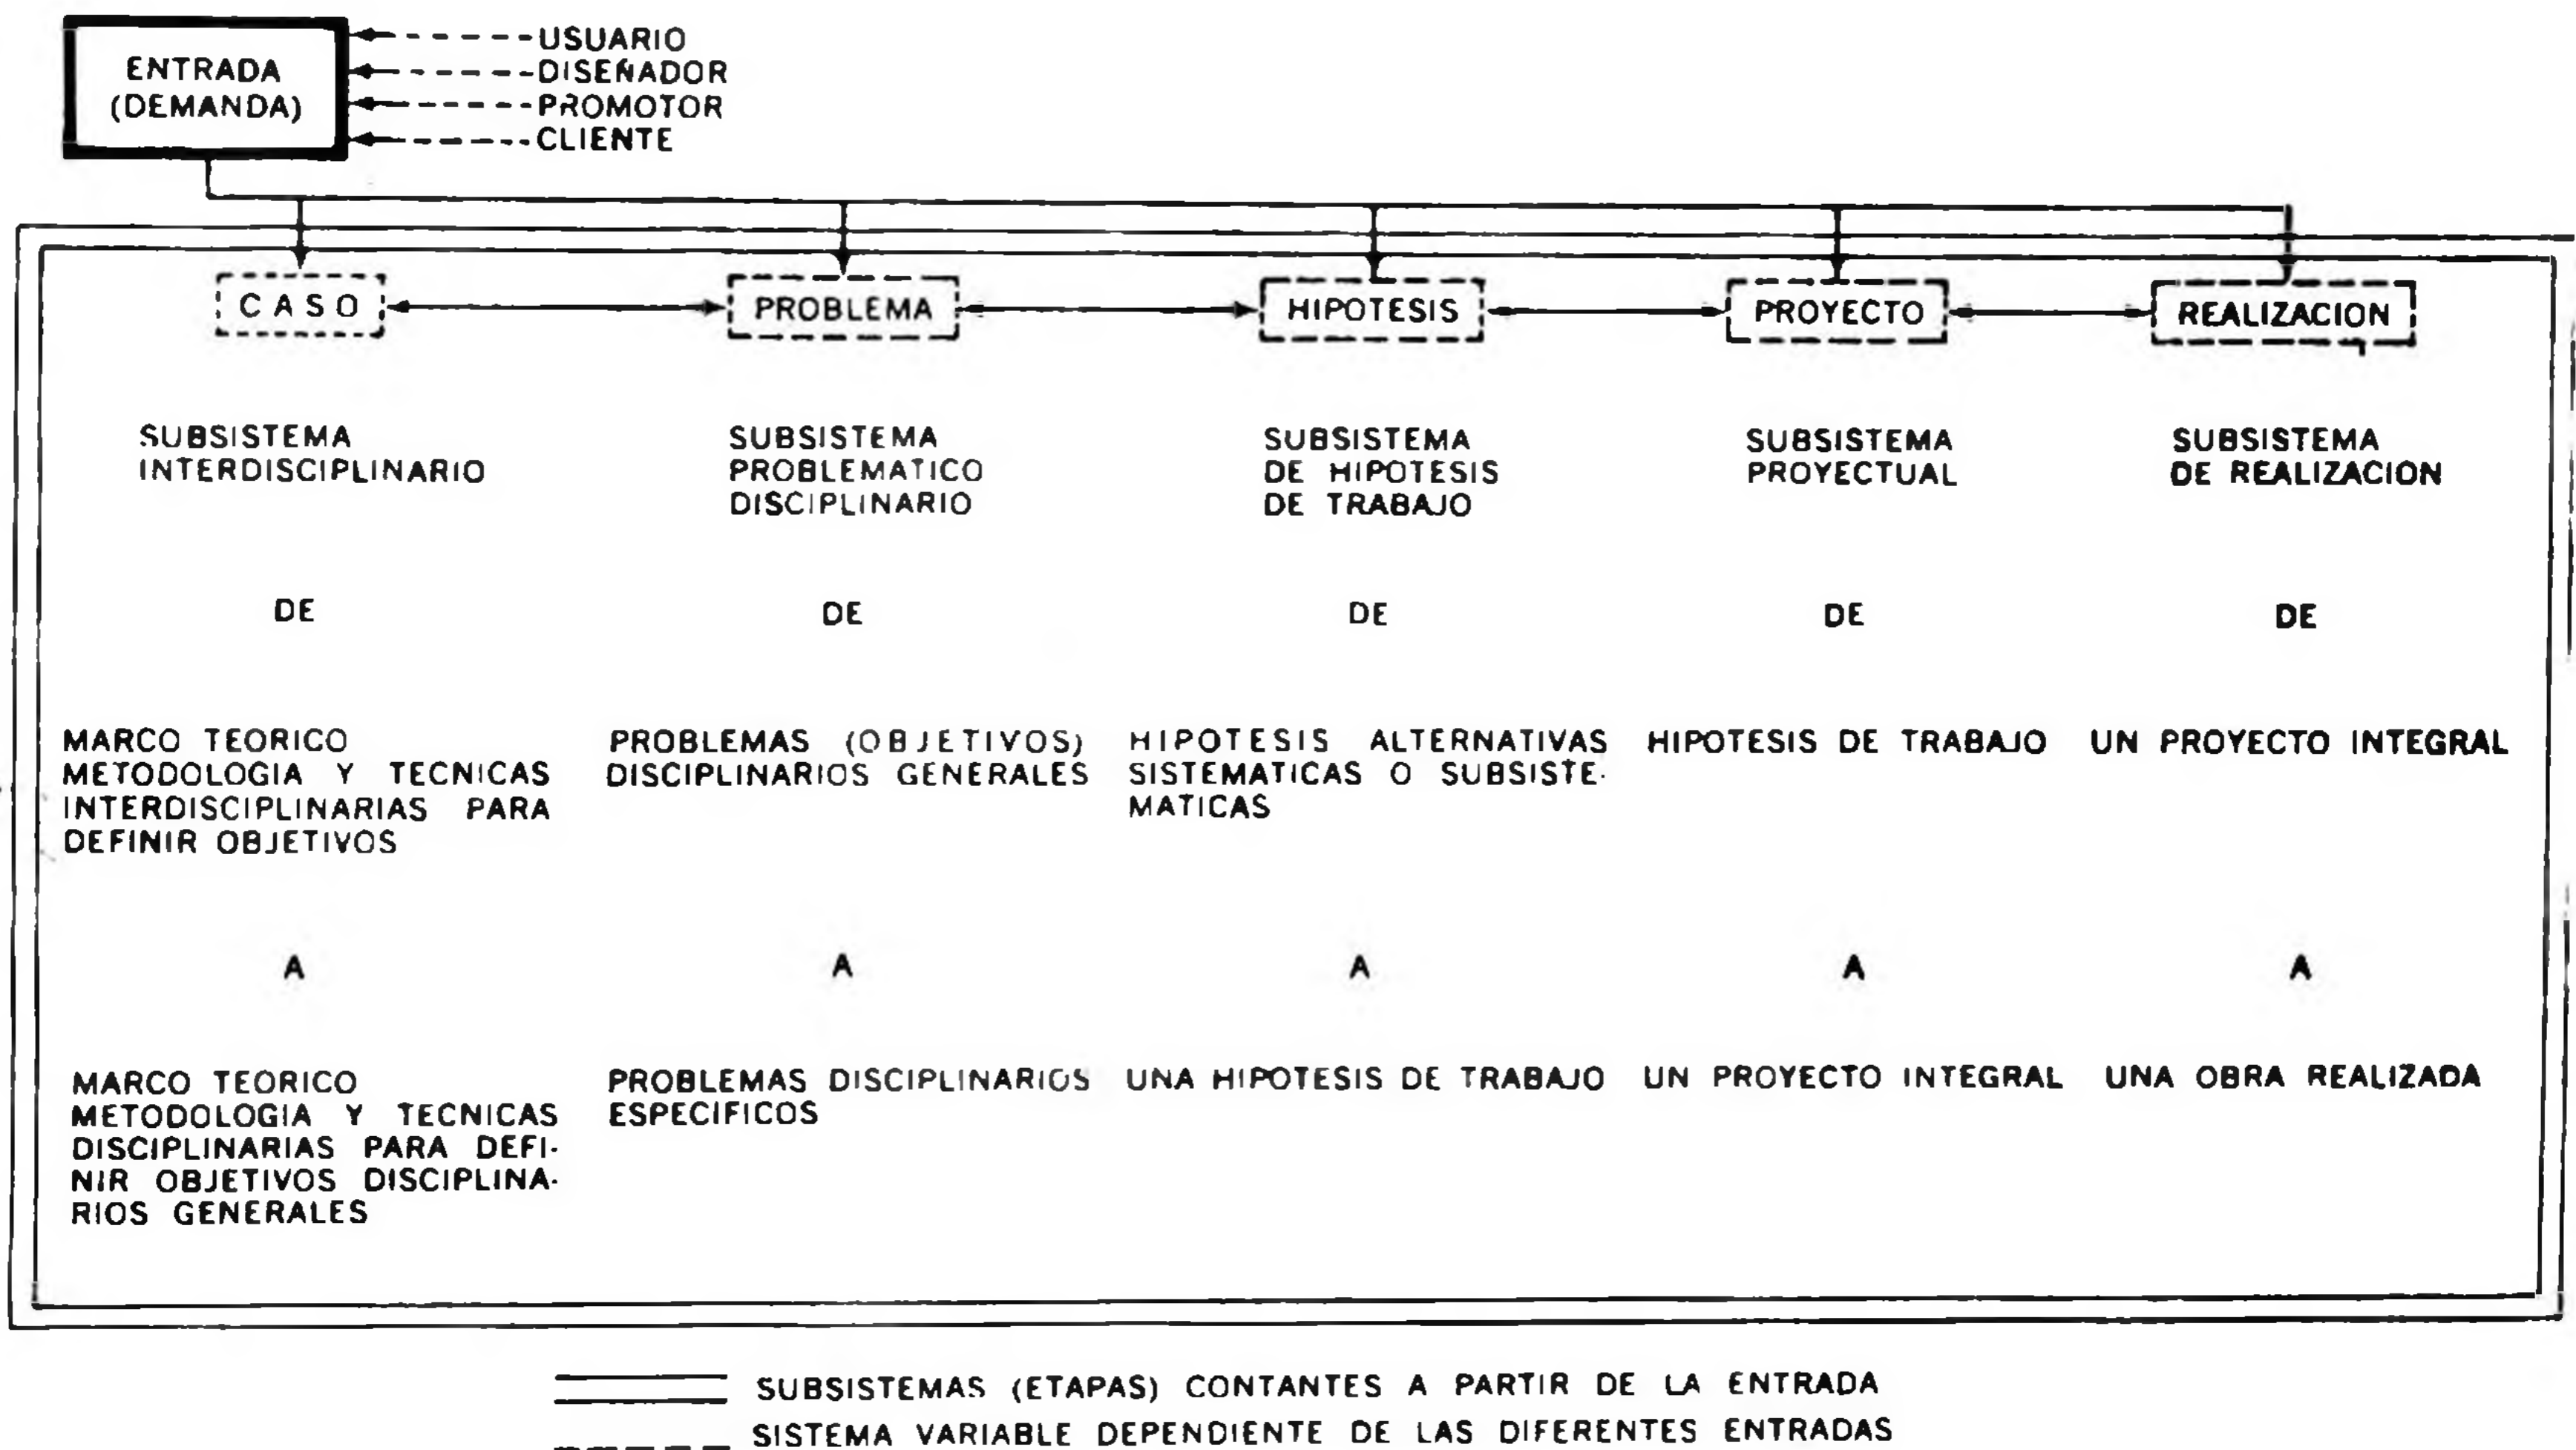 ENTRADA
(DEMANDA)
USUARIO
DISEÑADOR
PROMOTOR
CLIENTE
CASO
PROBLEMA
HIPOTESIS
PROYECTO
REALIZACION
SUBSISTEMA
INTERDISCIPLINARIO
SUBSISTEMA
PROBLEMATICO
DISCIPLINARIO
SUBSISTEMA
DE HIPOTESIS
DE TRABAJO
SUBSISTEMA
PROYECTUAL
SUBSISTEMA
DE REALIZACION
DE
DE
DE
DE
DE
MARCO TEORICO
METODOLOGIA Y TECNICAS
INTERDISCIPLINARIAS PARA
DEFINIR OBJETIVOS
PROBLEMAS (OBJETIVOS)
DISCIPLINARIOS GENERALES
HIPOTESIS ALTERNATIVAS
SISTEMATICAS O SUBSISTE-
MATICAS
HIPOTESIS DE TRABAJO
UN PROYECTO INTEGRAL
A
A
A
A
A
MARCO TEORICO
METODOLOGIA Y TECNICAS
DISCIPLINARIAS PARA DEFI-
NIR OBJETIVOS DISCIPLINA-
RIOS GENERALES
PROBLEMAS DISCIPLINARIOS
ESPECIFICOS
UNA HIPOTESIS DE TRABAJO
UN PROYECTO INTEGRAL
UNA OBRA REALIZADA
SUBSISTEMAS (ETAPAS) CONTANTES A PARTIR DE LA ENTRADA
SISTEMA VARIABLE DEPENDIENTE DE LAS DIFERENTES ENTRADAS